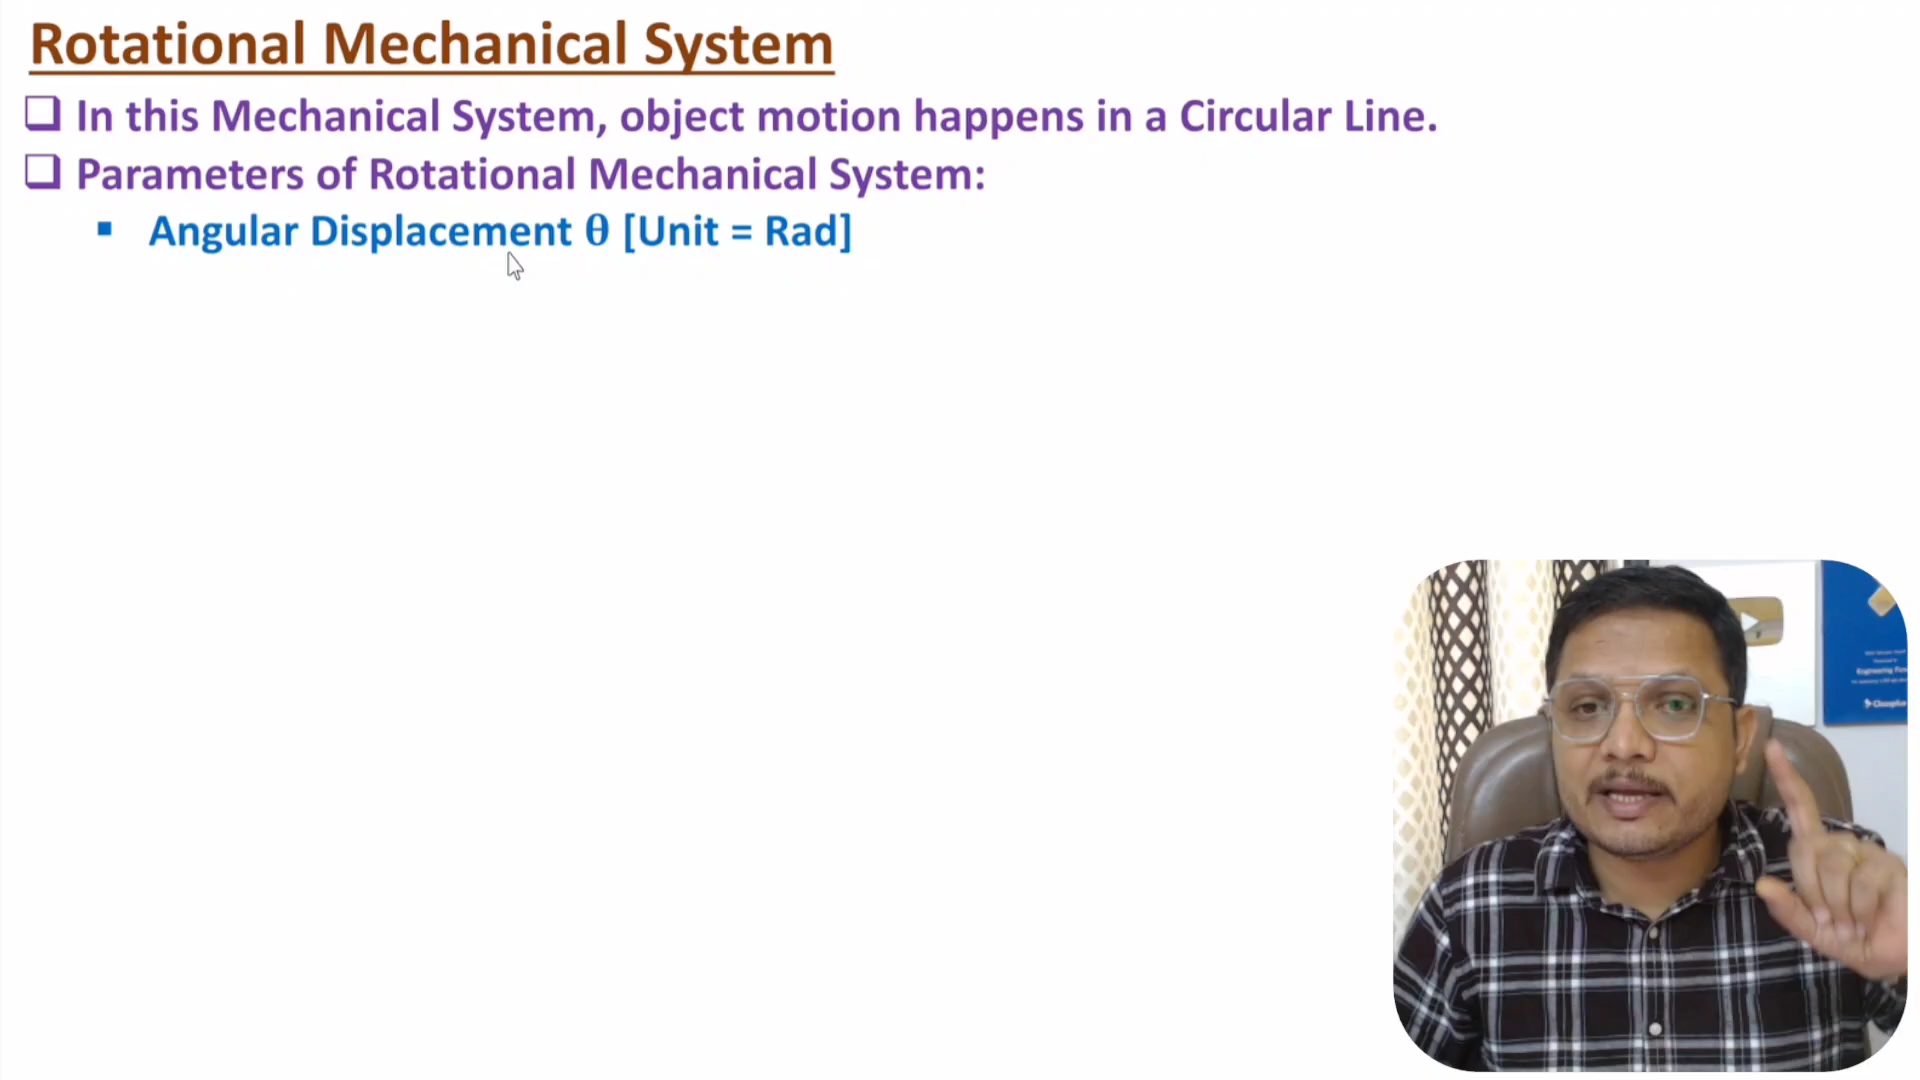 Rotational Mechanical System
❑ In this Mechanical System, object motion happens in a Circular Line.
❑ Parameters of Rotational Mechanical System:
▪ Angular Displacement θ [Unit = Rad]